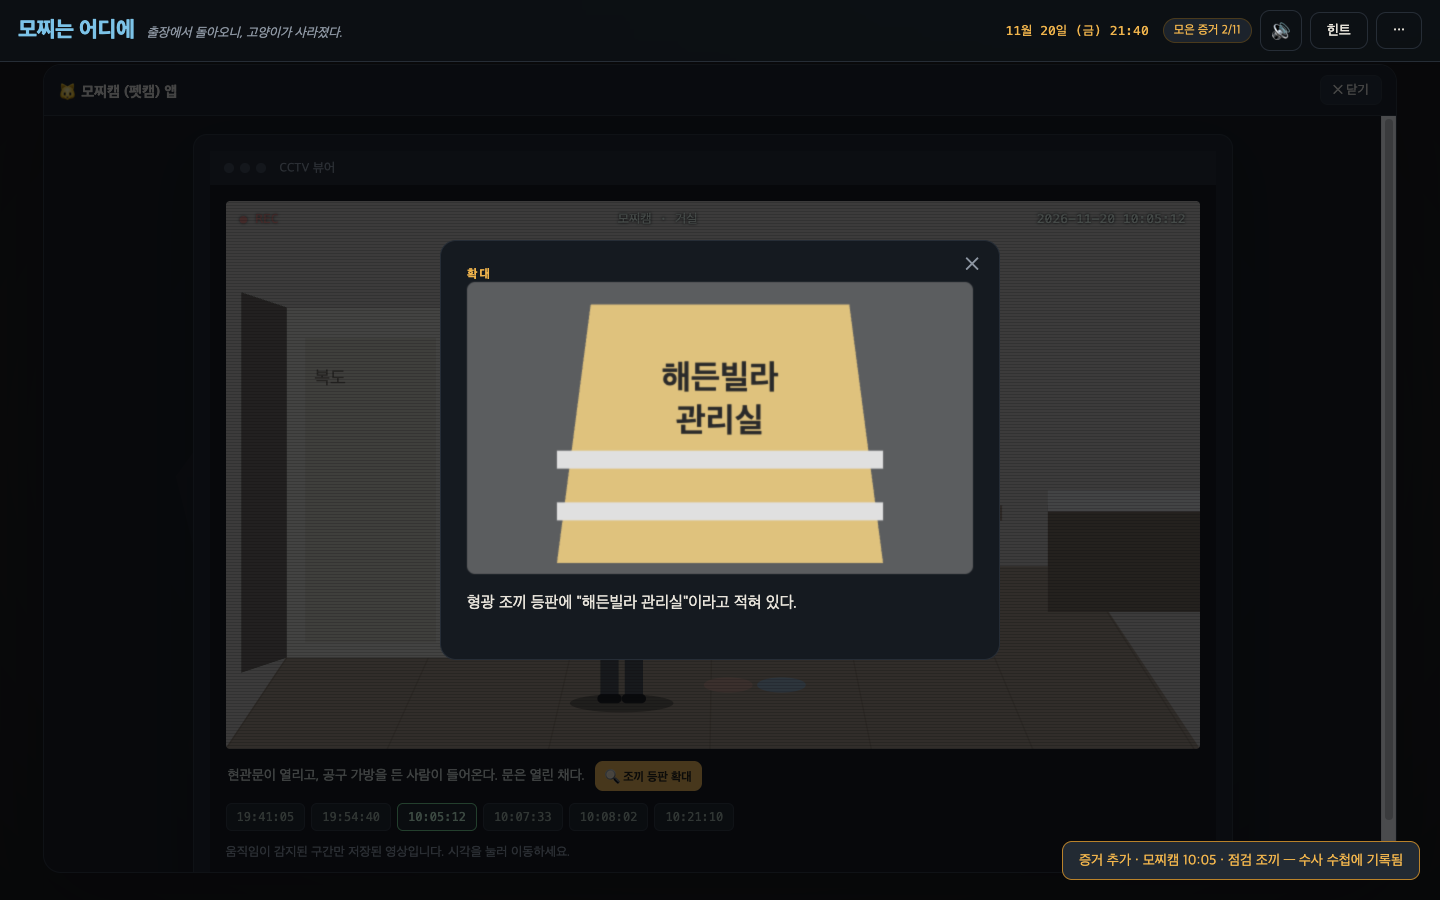 모찌는 어디에
출장에서 돌아오니, 고양이가 사라졌다.
11월 20일 (금) 21:40
모은 증거 2/11
힌트
···
모찌캠 (펫캠) 앱
✕ 닫기
CCTV 뷰어
REC
모찌캠 · 거실
2026-11-20 10:05:12
복도
확대
해든빌라
관리실
형광 조끼 등판에 "해든빌라 관리실"이라고 적혀 있다.
현관문이 열리고, 공구 가방을 든 사람이 들어온다. 문은 열린 채다.
조끼 등판 확대
19:41:05
19:54:40
10:05:12
10:07:33
10:08:02
10:21:10
움직임이 감지된 구간만 저장된 영상입니다. 시각을 눌러 이동하세요.
증거 추가 · 모찌캠 10:05 · 점검 조끼 — 수사 수첩에 기록됨